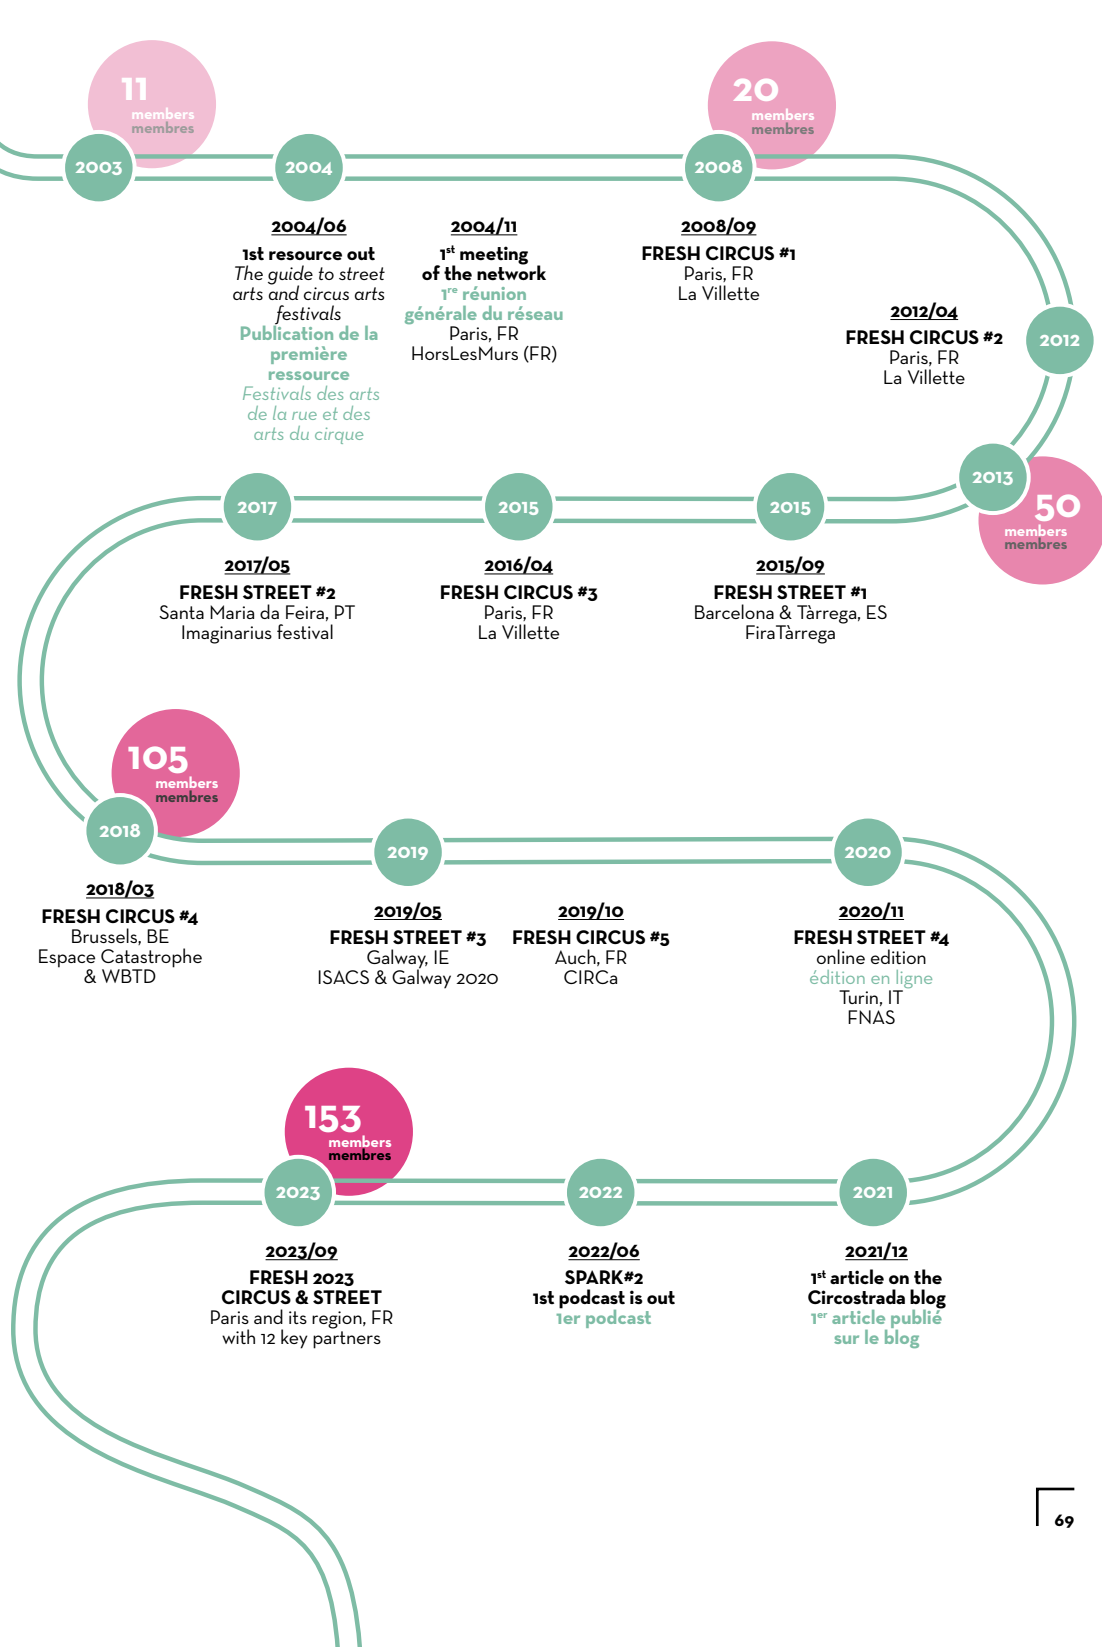 11
members
membres
2003
2004
2004/06
1st resource out
The guide to street
arts and circus arts
festivals
Publication de la
première
ressource
Festivals des arts
de la rue et des
arts du cirque
2004/11
1st meeting
of the network
1re réunion
générale du réseau
Paris, FR
HorsLesMurs (FR)
20
members
membres
2008
2008/09
FRESH CIRCUS #1
Paris, FR
La Villette
2012
2012/04
FRESH CIRCUS #2
Paris, FR
La Villette
2013
50
members
membres
2015
2015/09
FRESH STREET #1
Barcelona & Tàrrega, ES
FiraTàrrega
2015
2016/04
FRESH CIRCUS #3
Paris, FR
La Villette
2017
2017/05
FRESH STREET #2
Santa Maria da Feira, PT
Imaginarius festival
105
members
membres
2018
2018/03
FRESH CIRCUS #4
Brussels, BE
Espace Catastrophe
& WBTD
2019
2019/05
FRESH STREET #3
Galway, IE
ISACS & Galway 2020
2019/10
FRESH CIRCUS #5
Auch, FR
CIRCa
2020
2020/11
FRESH STREET #4
online edition
édition en ligne
Turin, IT
FNAS
2021
2021/12
1st article on the
Circostrada blog
1er article publié
sur le blog
2022
2022/06
SPARK#2
1st podcast is out
1er podcast
153
members
membres
2023
2023/09
FRESH 2023
CIRCUS & STREET
Paris and its region, FR
with 12 key partners
69